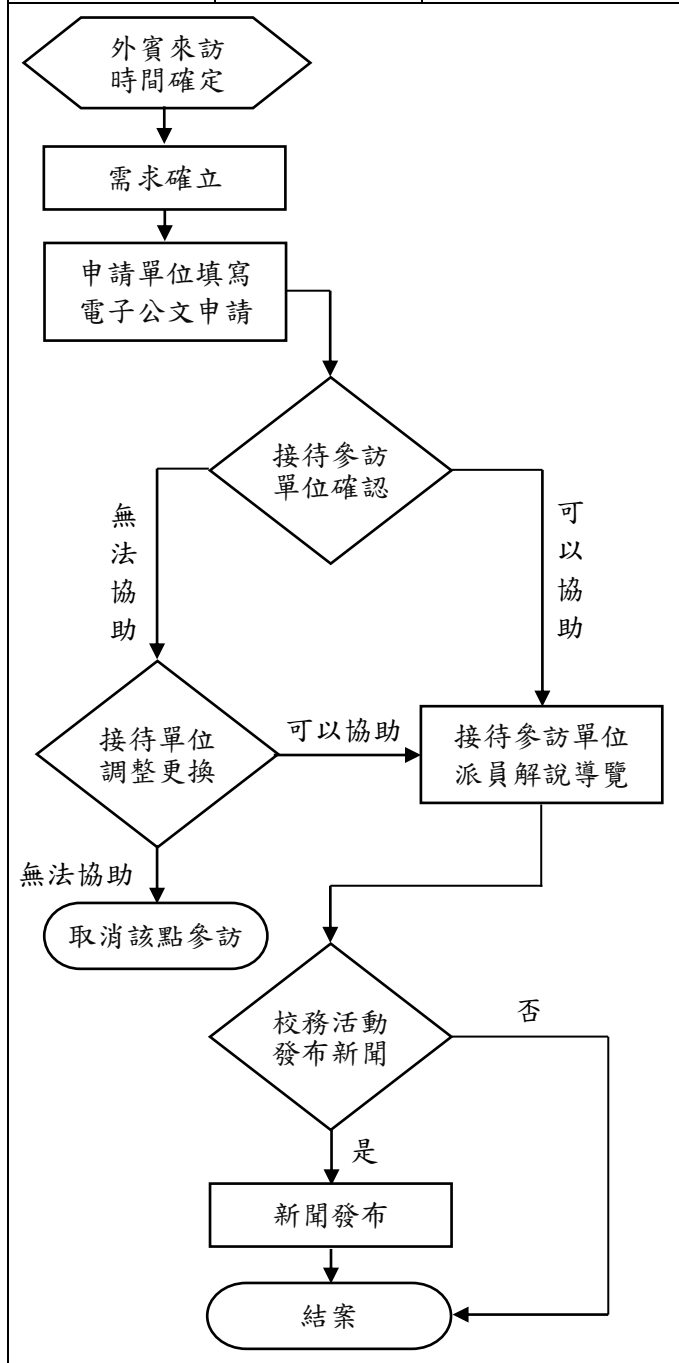 外賓來訪
時間確定
需求確立
申請單位填寫
電子公文申請
接待參訪
單位確認
無法協助
可以協助
接待單位
調整更換
可以協助
接待參訪單位
派員解說導覽
無法協助
取消該點參訪
校務活動
發布新聞
否
是
新聞發布
結案